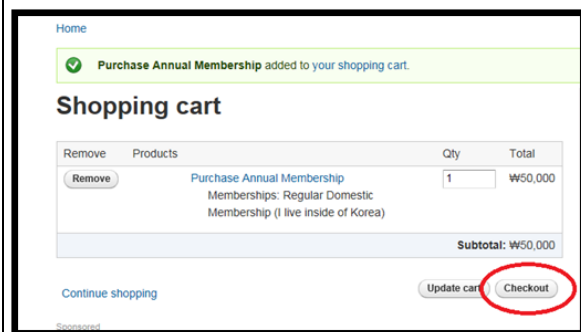 Home
Purchase Annual Membership added to your shopping cart.
Shopping cart
Remove Products Qty Total
Remove Purchase Annual Membership 1 ₩50,000
Memberships: Regular Domestic
Membership (I live inside of Korea)
Subtotal: ₩50,000
Continue shopping Update cart Checkout
Sponsored